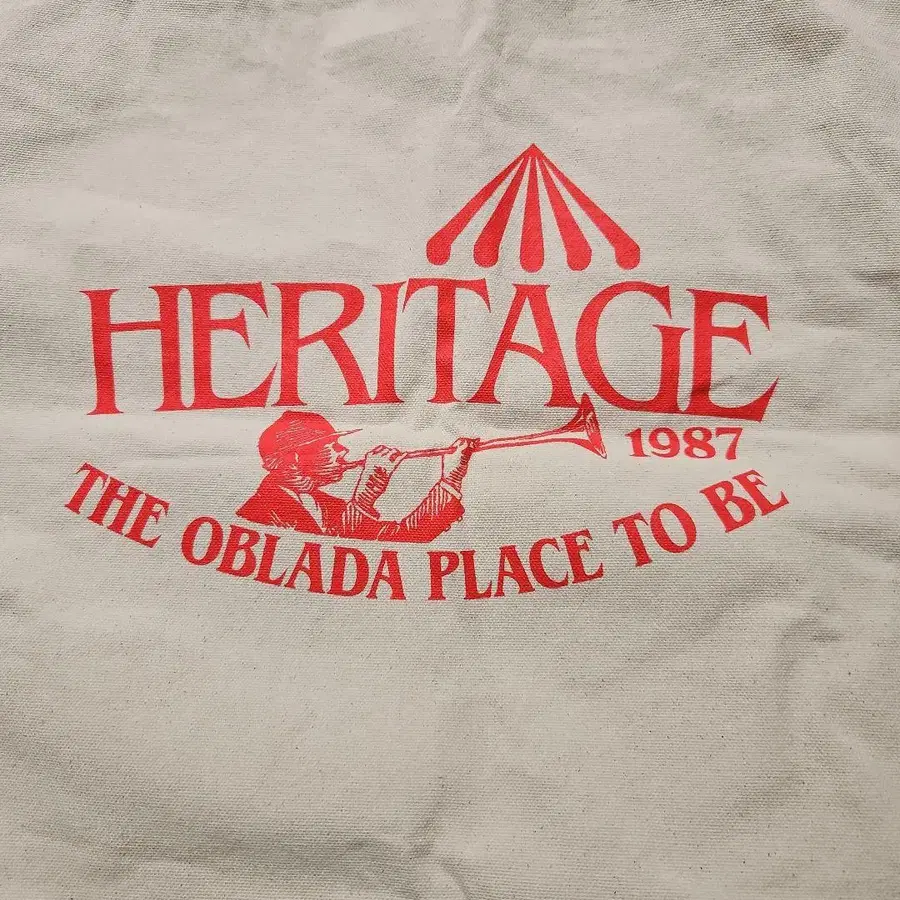 HERITAGE
1987
THE OBLADA PLACE TO BE